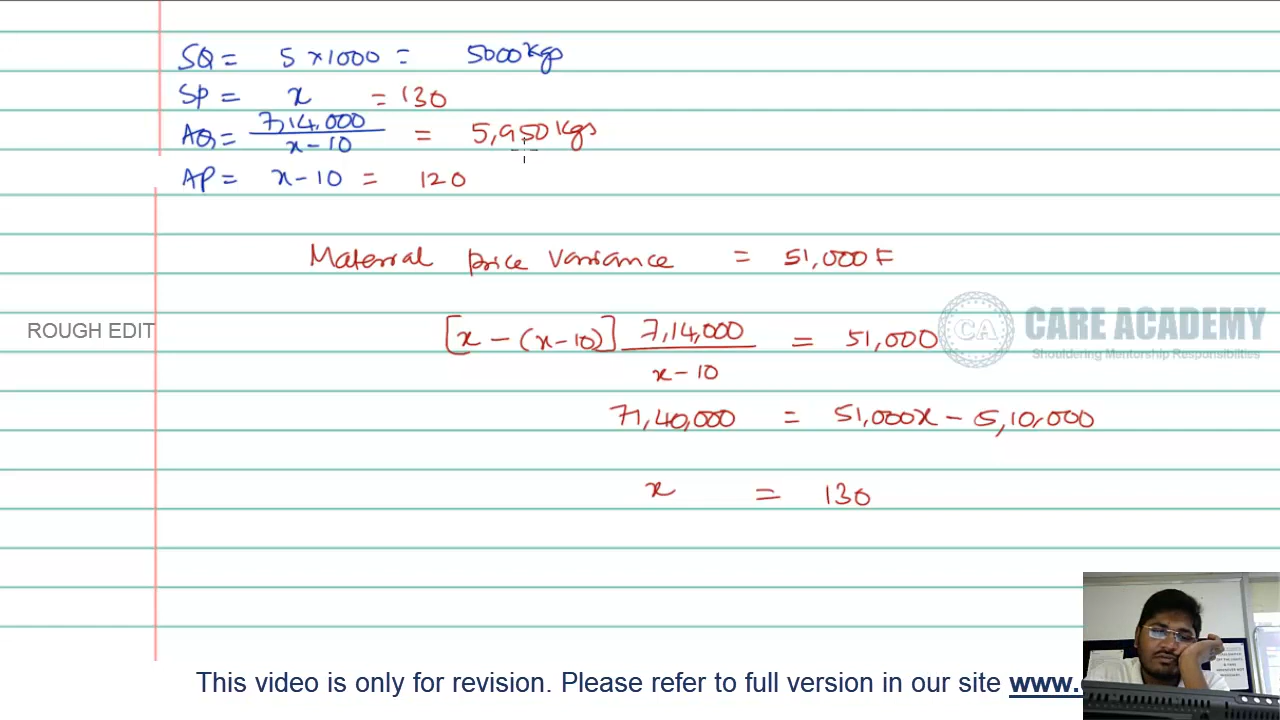 SQ = 5 x 1000 = 5000 Kgs
SP = x = 130
AQ = 7,14,000 / x-10 = 5,950 Kgs
AP = x-10 = 120
Material price Variance = 51,000 F
[x - (x-10)] 7,14,000 / x-10 = 51,000
71,40,000 = 51,000x - 5,10,000
x = 130
ROUGH EDIT
CA
CARE ACADEMY
Shouldering Mentorship Responsibilities
This video is only for revision. Please refer to full version in our site www.